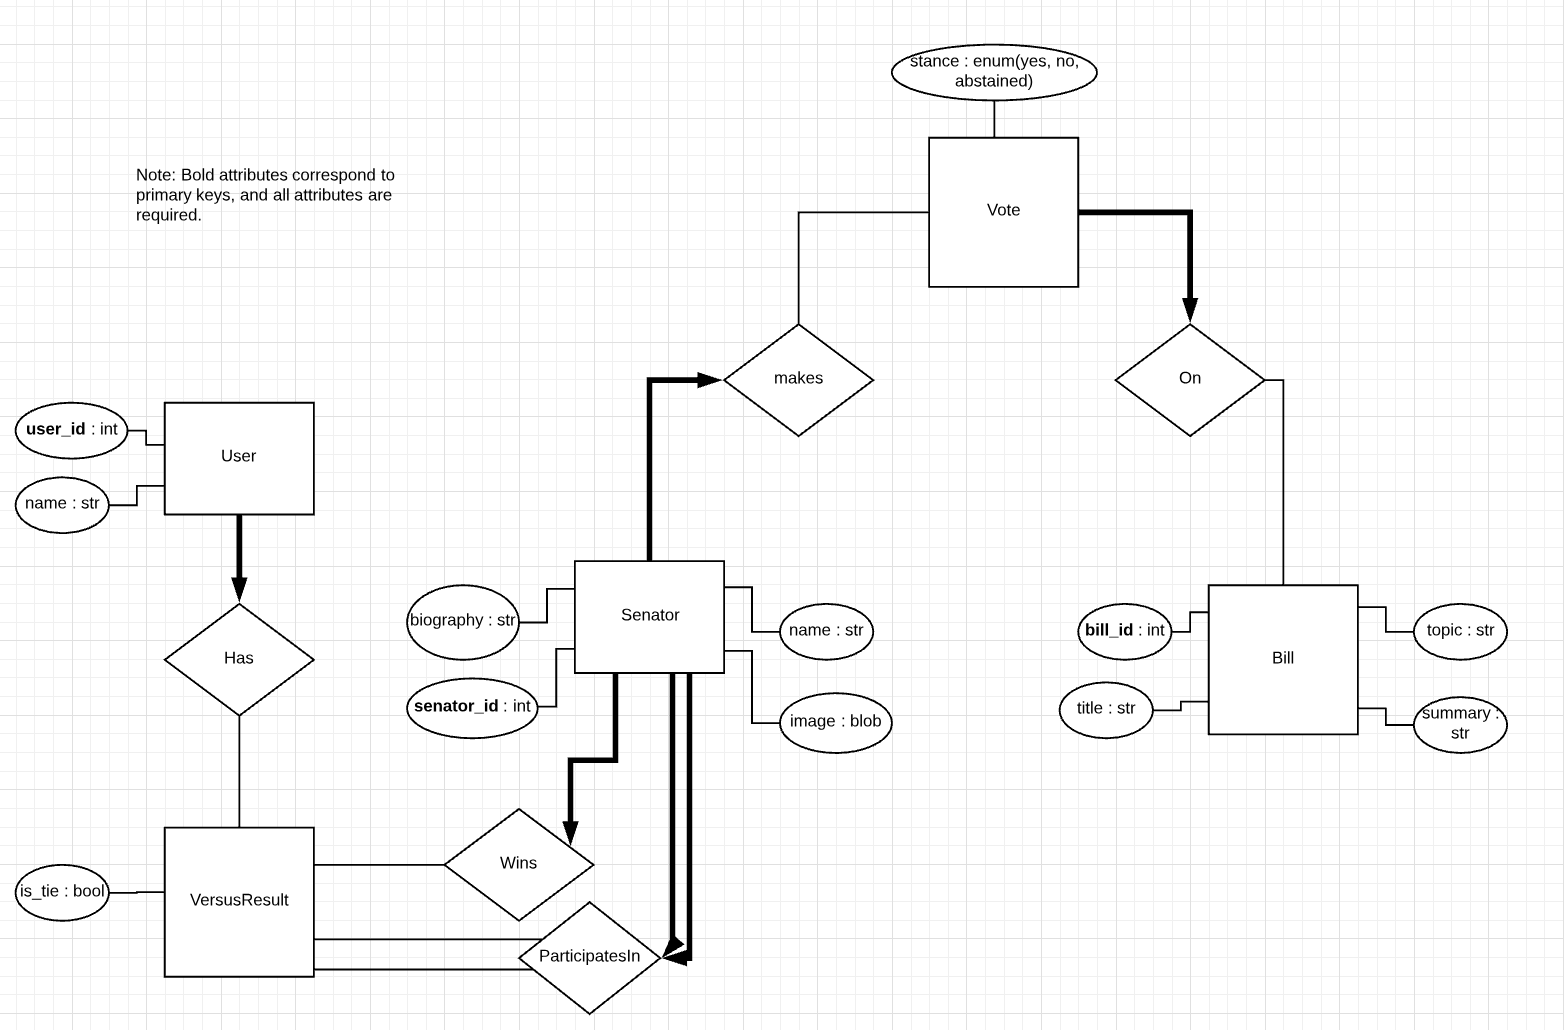 stance : enum(yes, no,
abstained)
Note: Bold attributes correspond to
primary keys, and all attributes are
required.
Vote
makes
On
user_id : int
User
name : str
Senator
biography : str
name : str
senator_id : int
image : blob
bill_id : int
topic : str
Bill
title : str
summary :
str
Has
Wins
is_tie : bool
VersusResult
ParticipatesIn